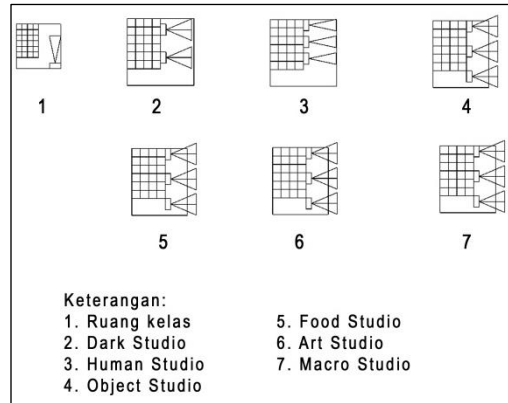 1
2
3
4
5
6
7
Keterangan:
1. Ruang kelas
2. Dark Studio
3. Human Studio
4. Object Studio
5. Food Studio
6. Art Studio
7. Macro Studio